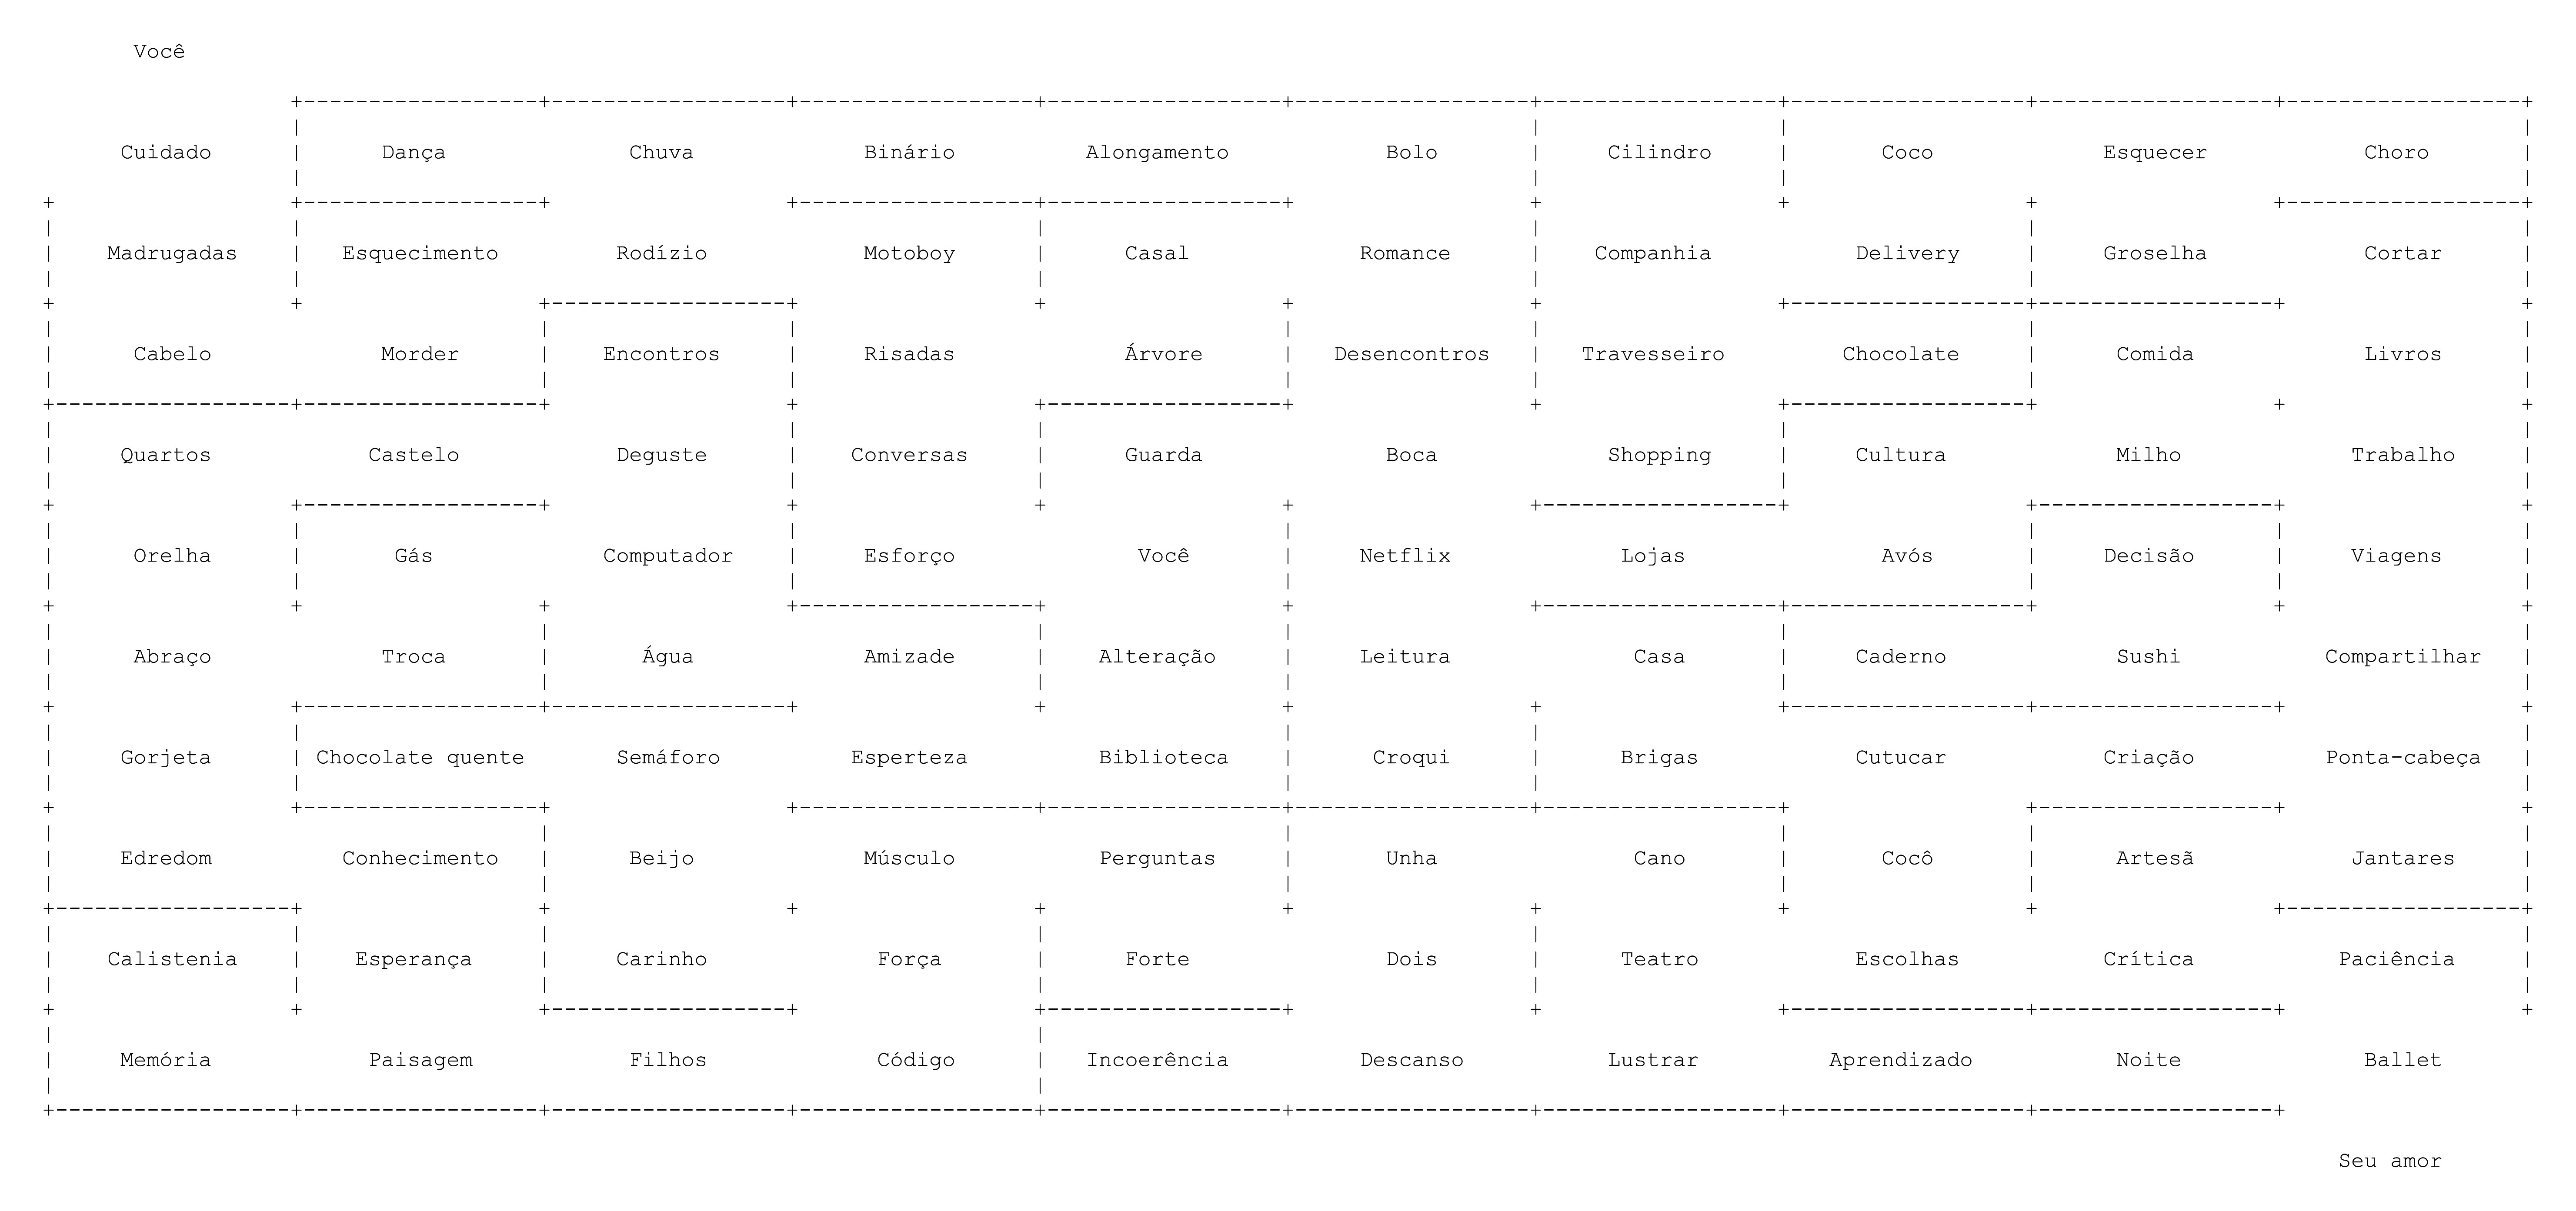 Você
Cuidado Dança Chuva Binário Alongamento Bolo Cilindro Coco Esquecer Choro
Madrugadas Esquecimento Rodízio Motoboy Casal Romance Companhia Delivery Groselha Cortar
Cabelo Morder Encontros Risadas Árvore Desencontros Travesseiro Chocolate Comida Livros
Quartos Castelo Deguste Conversas Guarda Boca Shopping Cultura Milho Trabalho
Orelha Gás Computador Esforço Você Netflix Lojas Avós Decisão Viagens
Abraço Troca Água Amizade Alteração Leitura Casa Caderno Sushi Compartilhar
Gorjeta Chocolate quente Semáforo Esperteza Biblioteca Croqui Brigas Cutucar Criação Ponta-cabeça
Edredom Conhecimento Beijo Músculo Perguntas Unha Cano Cocô Artesã Jantares
Calistenia Esperança Carinho Força Forte Dois Teatro Escolhas Crítica Paciência
Memória Paisagem Filhos Código Incoerência Descanso Lustrar Aprendizado Noite Ballet
Seu amor